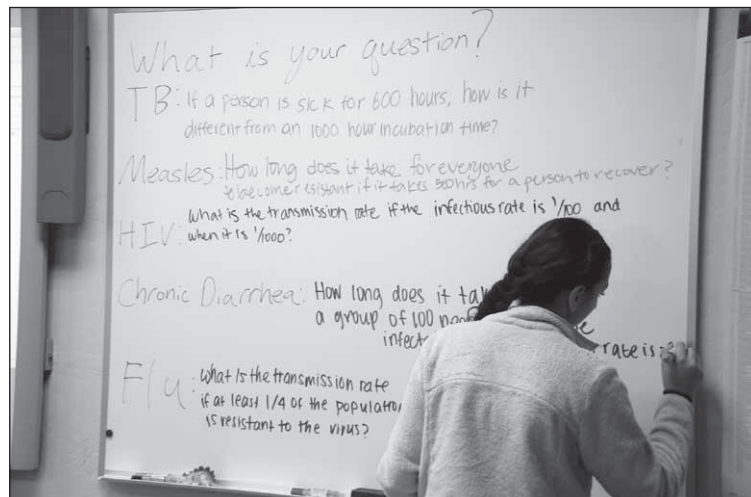 What is your question?
TB: If a person is sick for 600 hours, how is it
different from an 1000 hour incubation time?
Measles: How long does it take for everyone
to become resistant if it takes 500 hrs for a person to recover?
What is the transmission rate if the infectious rate is 1/100 and
HIV: when it is 1/1000?
Chronic Diarrhea: How long does it
a group of 100
rate is
Flu: What is the transmission rate
if at least 1/4 of the population
is resistant to the virus?